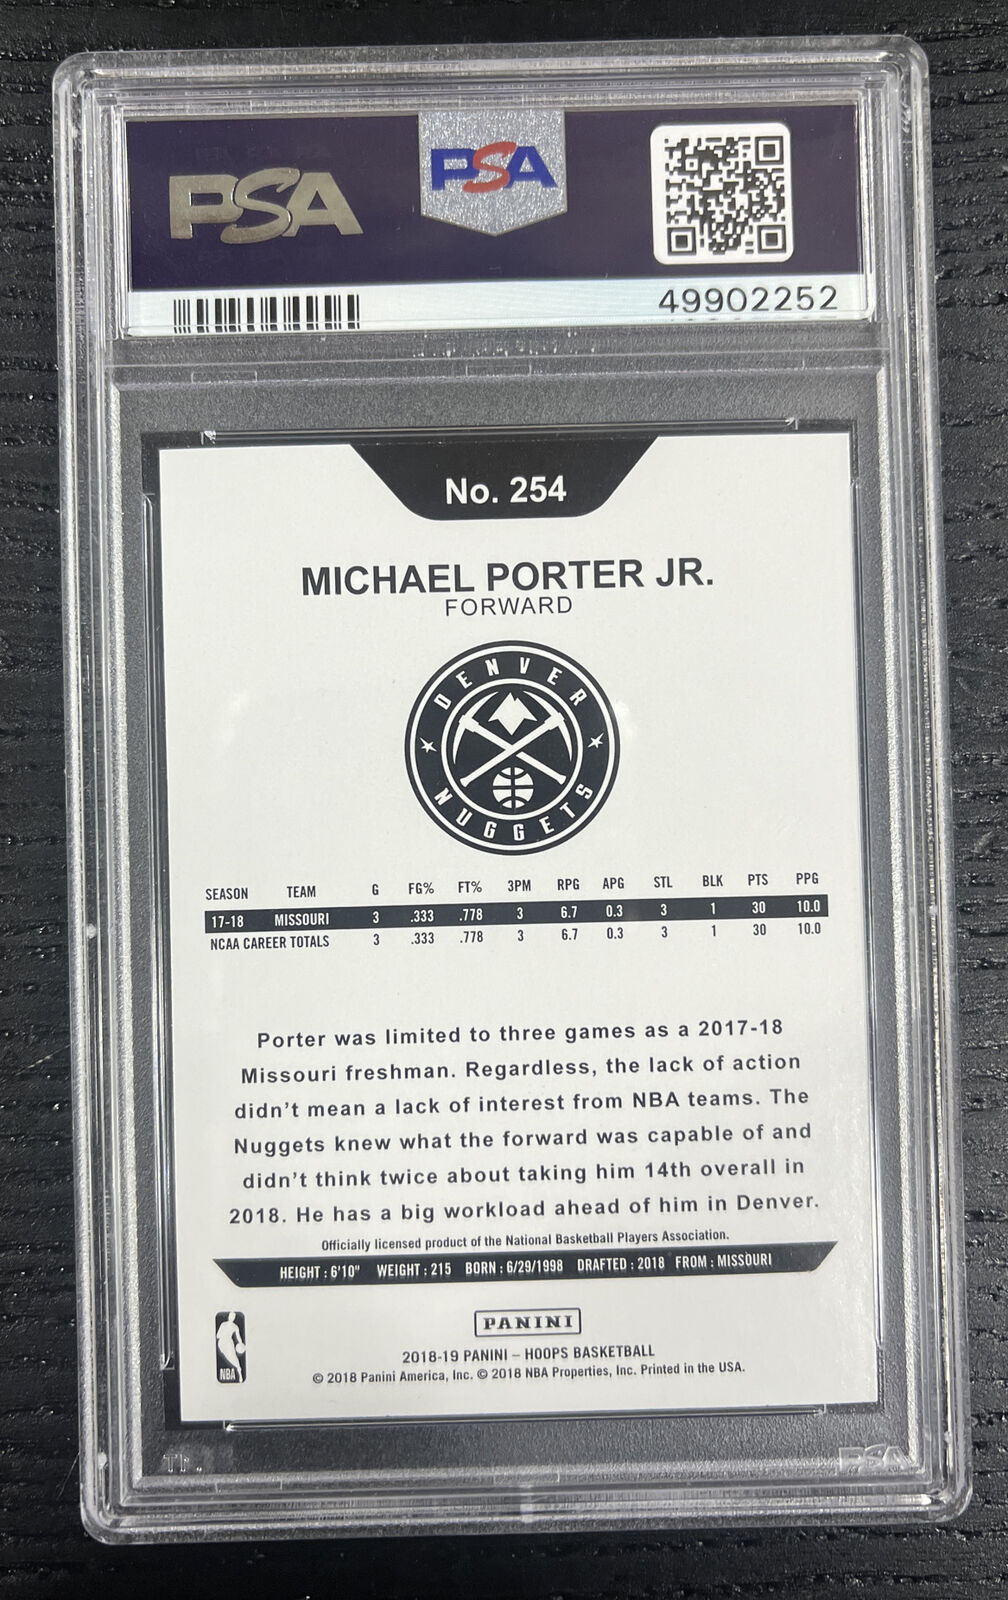 PSA
PSA
49902252
No. 254
MICHAEL PORTER JR.
FORWARD
DENVER
NUGGETS
SEASON TEAM G FG% FT% 3PM RPG APG STL BLK PTS PPG
17-18 MISSOURI 3 .333 .778 3 6.7 0.3 3 1 30 10.0
NCAA CAREER TOTALS 3 .333 .778 3 6.7 0.3 3 1 30 10.0
Porter was limited to three games as a 2017-18
Missouri freshman. Regardless, the lack of action
didn't mean a lack of interest from NBA teams. The
Nuggets knew what the forward was capable of and
didn't think twice about taking him 14th overall in
2018. He has a big workload ahead of him in Denver.
Officially licensed product of the National Basketball Players Association.
HEIGHT : 6'10" WEIGHT : 215 BORN : 6/29/1998 DRAFTED : 2018 FROM : MISSOURI
PANINI
NBA
2018-19 PANINI – HOOPS BASKETBALL
© 2018 Panini America, Inc. © 2018 NBA Properties, Inc. Printed in the USA.
PSA